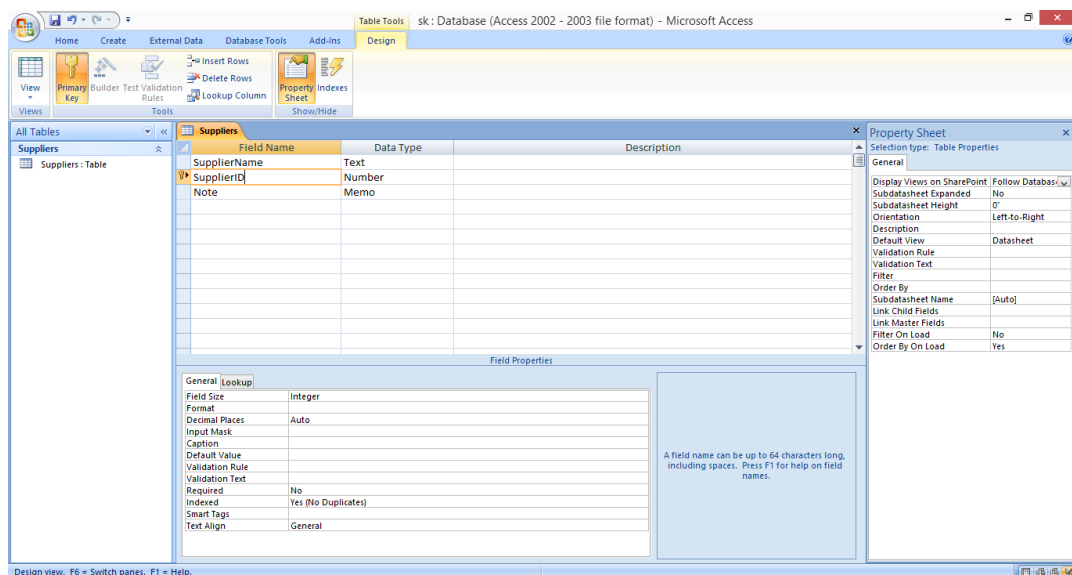 Table Tools sk : Database (Access 2002 - 2003 file format) - Microsoft Access
Home Create External Data Database Tools Add-Ins Design
View
Primary Key
Builder
Test Validation Rules
Insert Rows
Delete Rows
Lookup Column
Property Sheet
Indexes
Views Tools Show/Hide
All Tables
Suppliers
Suppliers : Table
Suppliers
Field Name Data Type Description
SupplierName Text
SupplierID Number
Note Memo
Field Properties
General Lookup
Field Size Integer
Format
Decimal Places Auto
Input Mask
Caption
Default Value
Validation Rule
Validation Text
Required No
Indexed Yes (No Duplicates)
Smart Tags
Text Align General
A field name can be up to 64 characters long,
including spaces. Press F1 for help on field
names.
Property Sheet
Selection type: Table Properties
General
Display Views on SharePoint Follow Databas
Subdatasheet Expanded No
Subdatasheet Height 0"
Orientation Left-to-Right
Description
Default View Datasheet
Validation Rule
Validation Text
Filter
Order By
Subdatasheet Name [Auto]
Link Child Fields
Link Master Fields
Filter On Load No
Order By On Load Yes
Design view. F6 = Switch panes. F1 = Help.